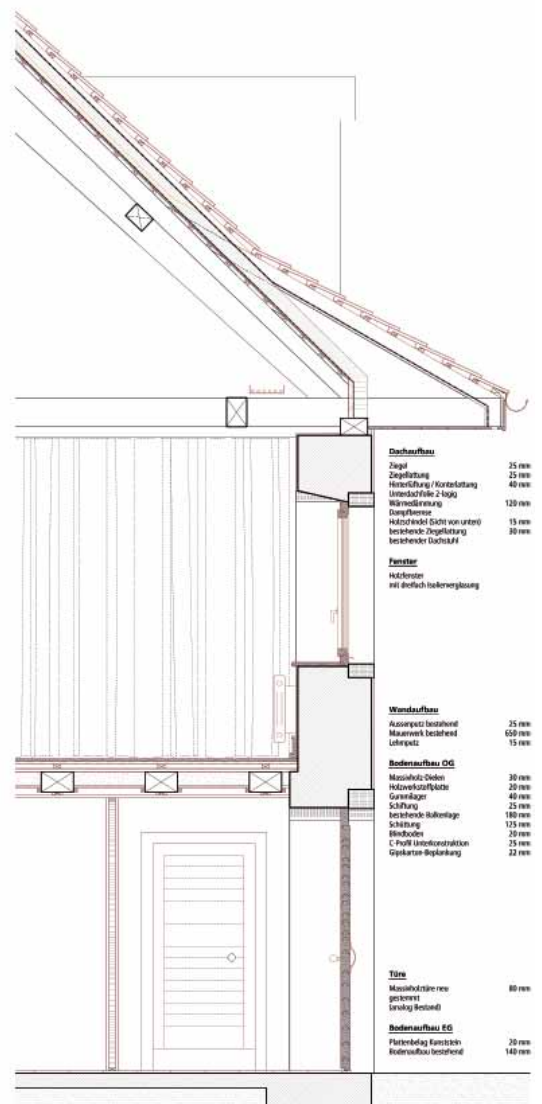 Dachaufbau
Ziegel 25 mm
Ziegellattung 25 mm
Hinterlüftung / Konterlattung 40 mm
Unterdachfolie 2-lagig
Wärmedämmung 120 mm
Dampfbremse
Holzschindel (Sicht von unten) 15 mm
bestehende Ziegellattung 30 mm
bestehender Dachstuhl
Fenster
Holzfenster
mit dreifach Isolierverglasung
Wandaufbau
Aussenputz bestehend 25 mm
Mauerwerk bestehend 650 mm
Lehmputz 15 mm
Bodenaufbau OG
Massivholz-Dielen 30 mm
Holzwerkstoffplatte 20 mm
Gummilager 40 mm
Schiftung 25 mm
bestehende Balkenlage 180 mm
Schüttung 125 mm
Blindboden 20 mm
C-Profil Unterkonstruktion 25 mm
Gipskarton-Beplankung 22 mm
Türe
Massivholztüre neu 80 mm
gestemmt
(analog Bestand)
Bodenaufbau EG
Plattenbelag Kunststein 20 mm
Bodenaufbau bestehend 140 mm